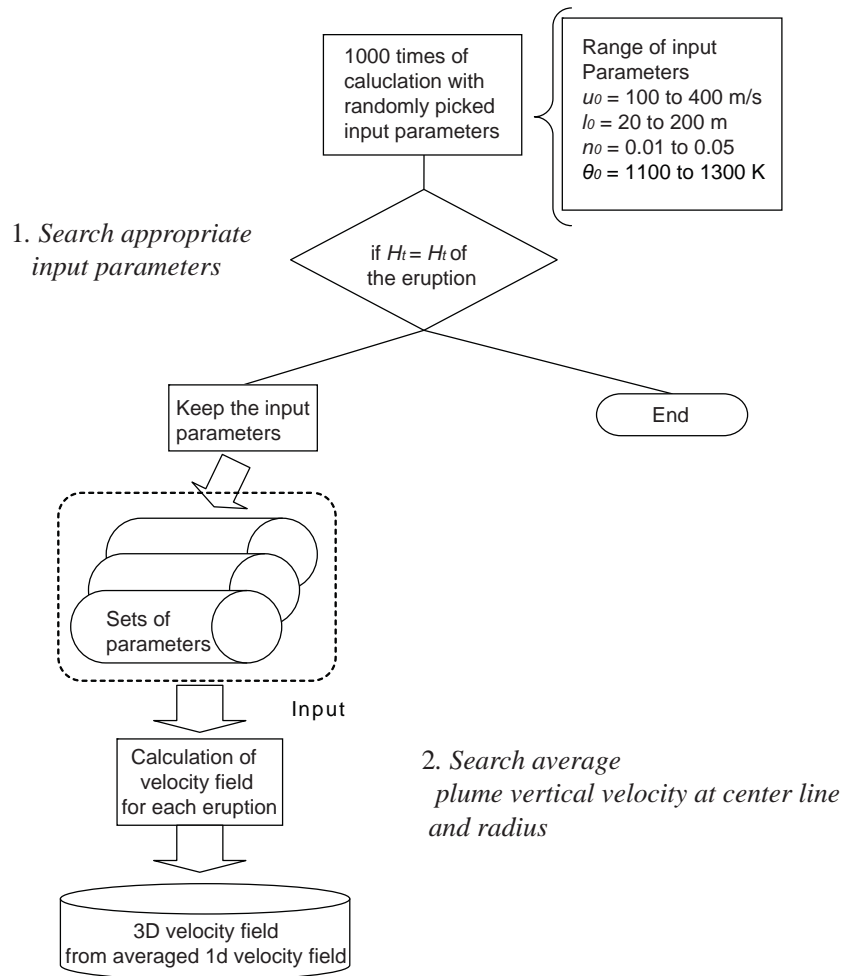 1000 times of
caluclation with
randomly picked
input parameters
Range of input
Parameters
u0 = 100 to 400 m/s
l0 = 20 to 200 m
n0 = 0.01 to 0.05
θ0 = 1100 to 1300 K
1. Search appropriate
input parameters
if Ht = Ht of
the eruption
Keep the input
parameters
End
Sets of
parameters
Input
Calculation of
velocity field
for each eruption
2. Search average
plume vertical velocity at center line
and radius
3D velocity field
from averaged 1d velocity field